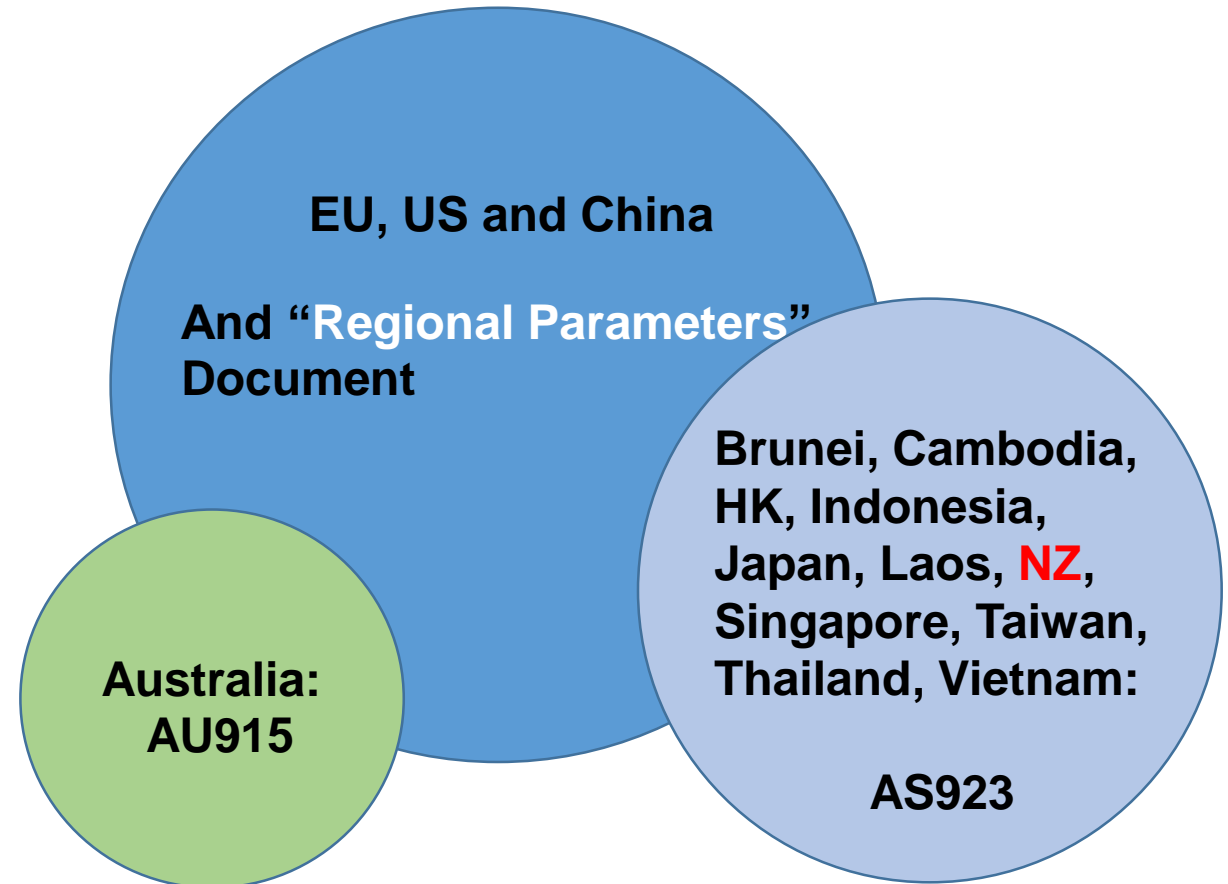 EU, US and China
And “Regional Parameters”
Document
Brunei, Cambodia,
HK, Indonesia,
Japan, Laos, NZ,
Singapore, Taiwan,
Thailand, Vietnam:
AS923
Australia:
AU915